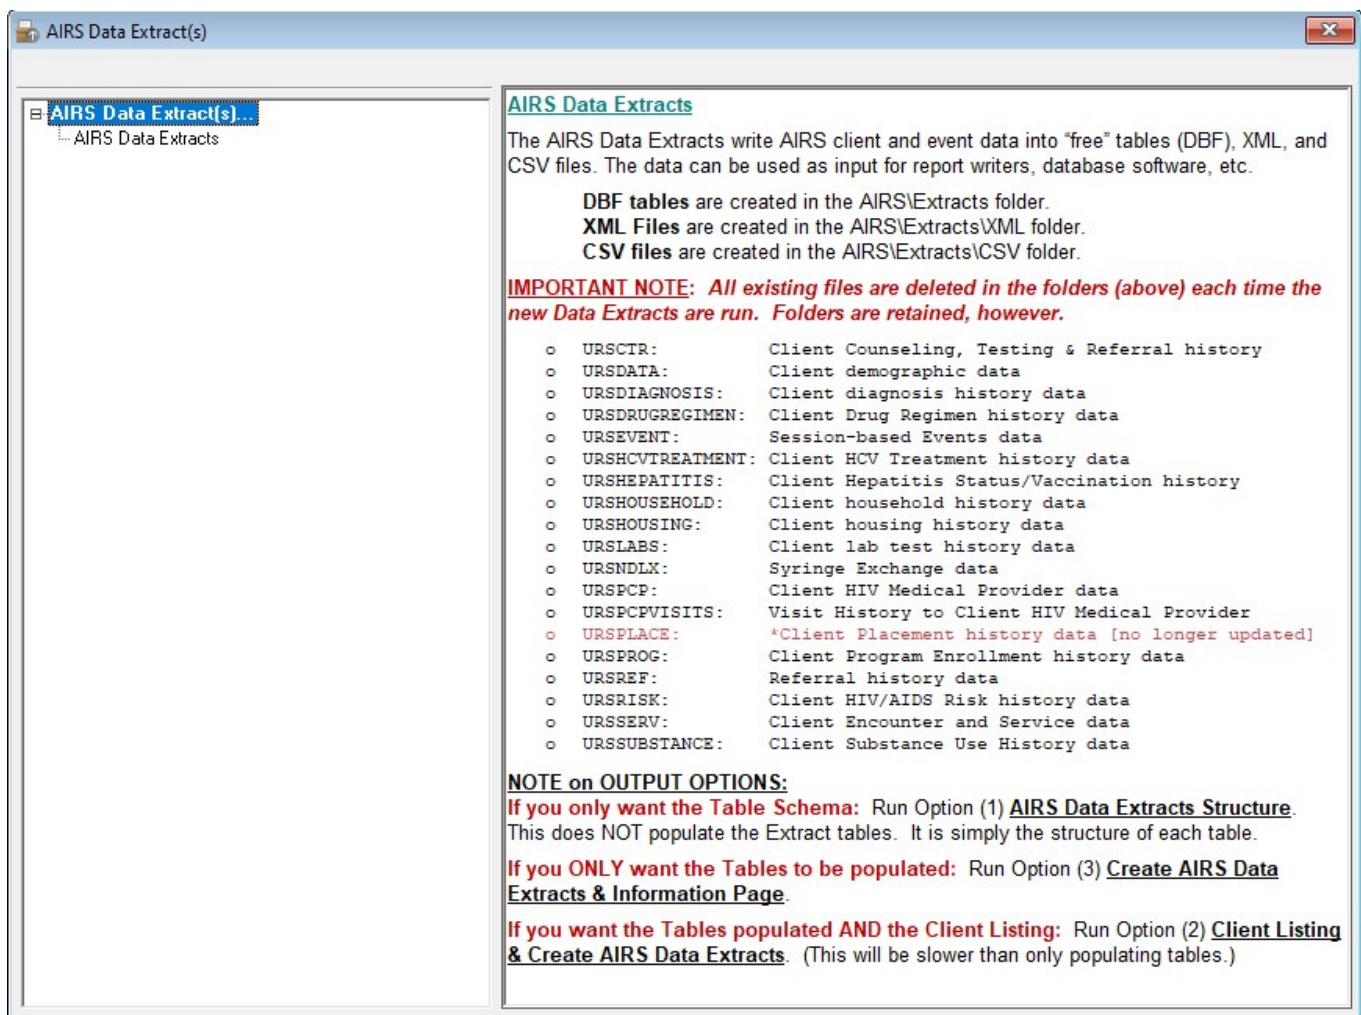 AIRS Data Extract(s)
AIRS Data Extract(s)...
AIRS Data Extracts
AIRS Data Extracts
The AIRS Data Extracts write AIRS client and event data into “free” tables (DBF), XML, and
CSV files. The data can be used as input for report writers, database software, etc.
DBF tables are created in the AIRS\Extracts folder.
XML Files are created in the AIRS\Extracts\XML folder.
CSV files are created in the AIRS\Extracts\CSV folder.
IMPORTANT NOTE: All existing files are deleted in the folders (above) each time the
new Data Extracts are run. Folders are retained, however.
o URSCTR: Client Counseling, Testing & Referral history
o URSDATA: Client demographic data
o URSDIAGNOSIS: Client diagnosis history data
o URSDRUGREGIMEN: Client Drug Regimen history data
o URSEVENT: Session-based Events data
o URSHCVTREATMENT: Client HCV Treatment history data
o URSHEPATITIS: Client Hepatitis Status/Vaccination history
o URSHOUSEHOLD: Client household history data
o URSHOUSING: Client housing history data
o URSLABS: Client lab test history data
o URSNDLX: Syringe Exchange data
o URSPCP: Client HIV Medical Provider data
o URSPCPVISITS: Visit History to Client HIV Medical Provider
o URSPLACE: *Client Placement history data [no longer updated]
o URSPROG: Client Program Enrollment history data
o URSREF: Referral history data
o URSRISK: Client HIV/AIDS Risk history data
o URSSERV: Client Encounter and Service data
o URSSUBSTANCE: Client Substance Use History data
NOTE on OUTPUT OPTIONS:
If you only want the Table Schema: Run Option (1) AIRS Data Extracts Structure.
This does NOT populate the Extract tables. It is simply the structure of each table.
If you ONLY want the Tables to be populated: Run Option (3) Create AIRS Data
Extracts & Information Page.
If you want the Tables populated AND the Client Listing: Run Option (2) Client Listing
& Create AIRS Data Extracts. (This will be slower than only populating tables.)